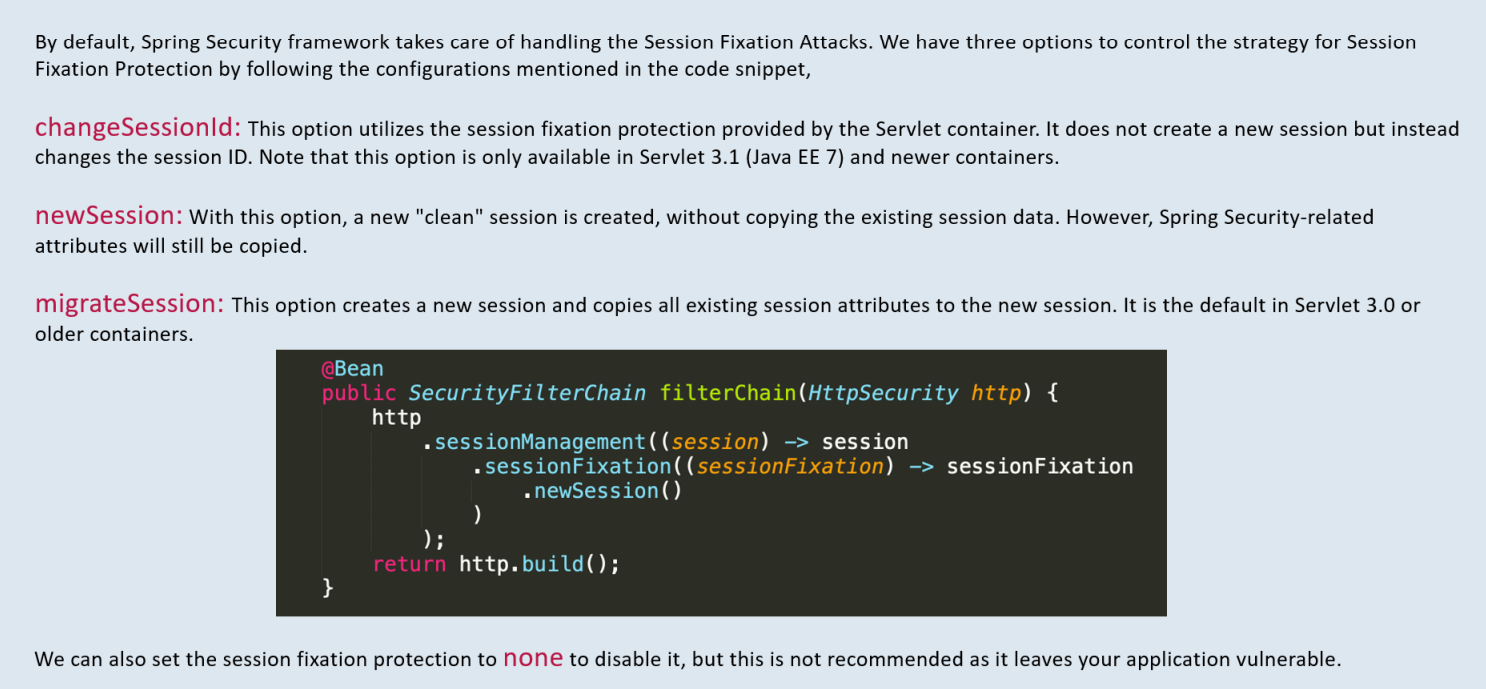 By default, Spring Security framework takes care of handling the Session Fixation Attacks. We have three options to control the strategy for Session
Fixation Protection by following the configurations mentioned in the code snippet,
changeSessionId: This option utilizes the session fixation protection provided by the Servlet container. It does not create a new session but instead
changes the session ID. Note that this option is only available in Servlet 3.1 (Java EE 7) and newer containers.
newSession: With this option, a new "clean" session is created, without copying the existing session data. However, Spring Security-related
attributes will still be copied.
migrateSession: This option creates a new session and copies all existing session attributes to the new session. It is the default in Servlet 3.0 or
older containers.
@Bean
public SecurityFilterChain filterChain(HttpSecurity http) {
    http
        .sessionManagement((session) -> session
            .sessionFixation((sessionFixation) -> sessionFixation
                .newSession()
            )
        );
    return http.build();
}
We can also set the session fixation protection to none to disable it, but this is not recommended as it leaves your application vulnerable.